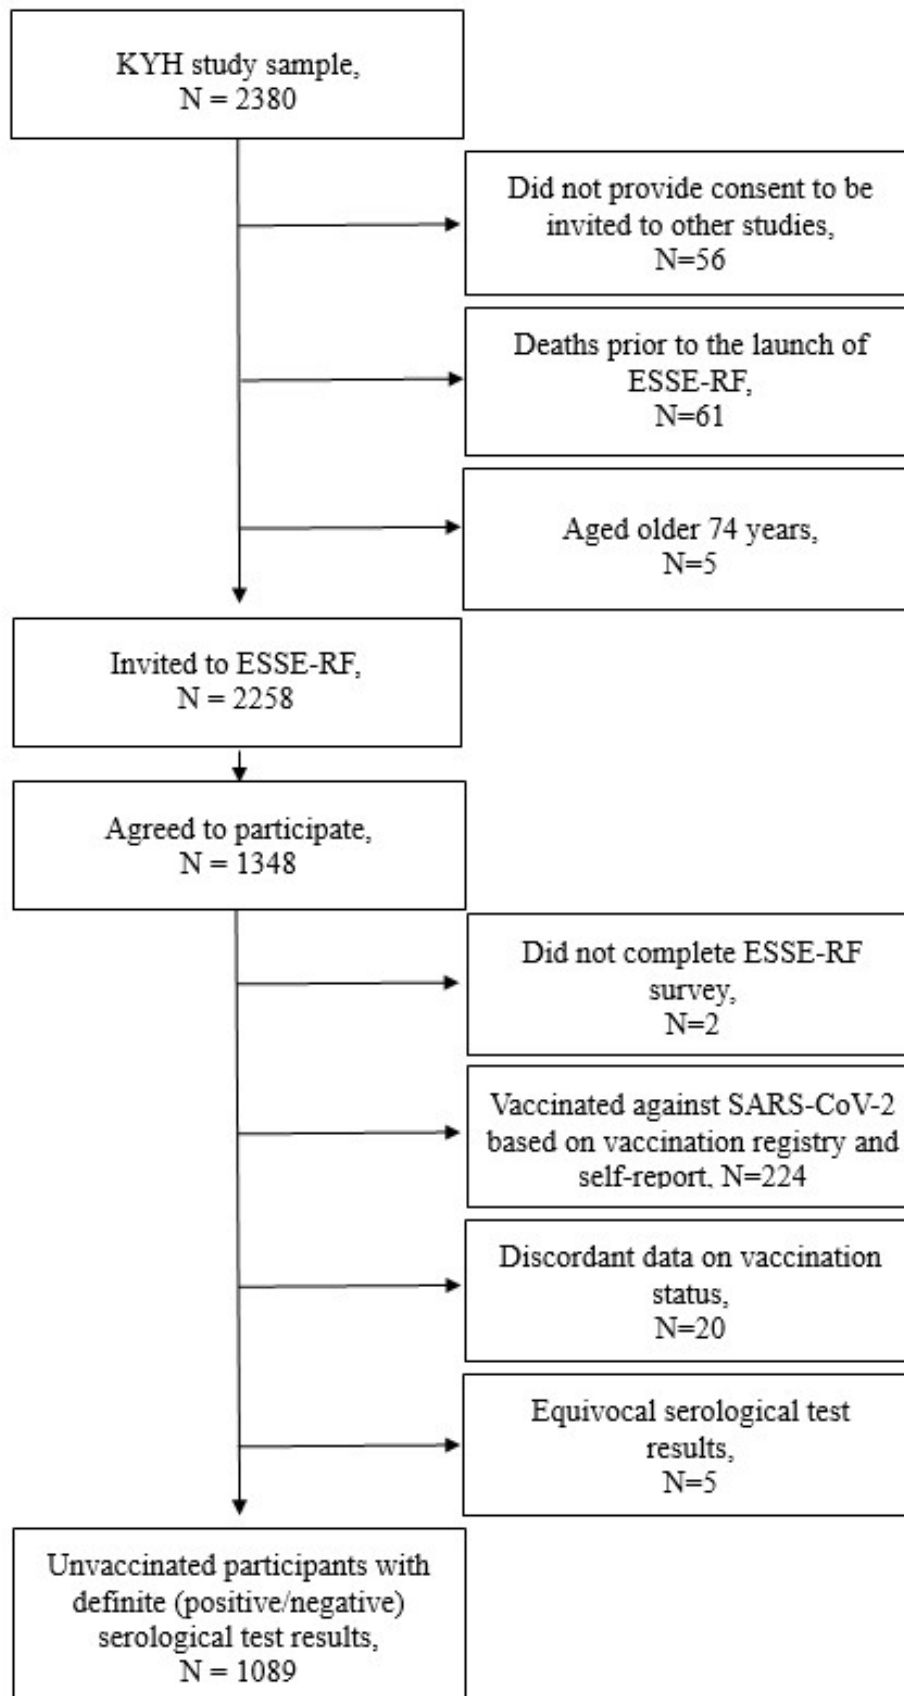 KYH study sample,
N = 2380
Did not provide consent to be
invited to other studies,
N=56
Deaths prior to the launch of
ESSE-RF,
N=61
Aged older 74 years,
N=5
Invited to ESSE-RF,
N = 2258
Agreed to participate,
N = 1348
Did not complete ESSE-RF
survey,
N=2
Vaccinated against SARS-CoV-2
based on vaccination registry and
self-report, N=224
Discordant data on vaccination
status,
N=20
Equivocal serological test
results,
N=5
Unvaccinated participants with
definite (positive/negative)
serological test results,
N = 1089